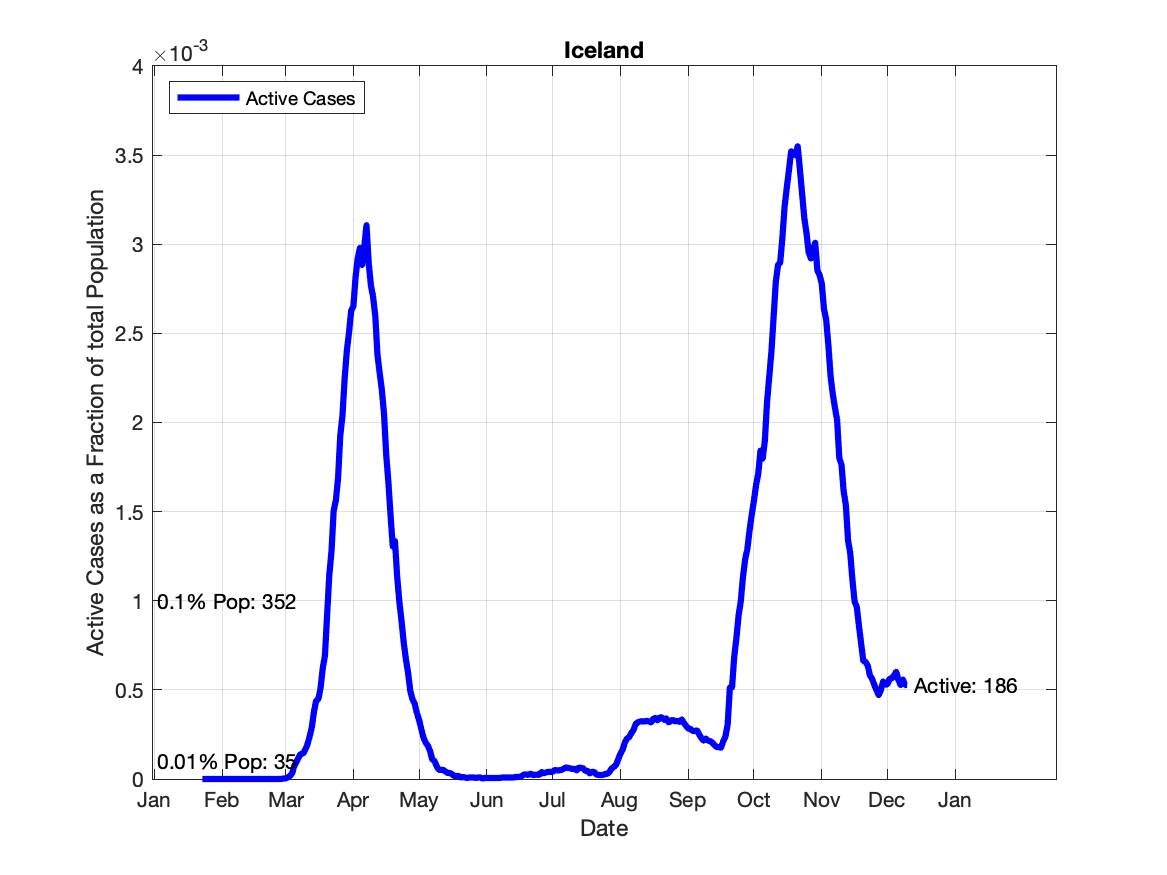 Iceland
×10-3
Active Cases
4
3.5
3
2.5
2
1.5
1
0.5
0
Active Cases as a Fraction of total Population
0.1% Pop: 352
0.01% Pop: 35
Active: 186
Jan Feb Mar Apr May Jun Jul Aug Sep Oct Nov Dec Jan
Date